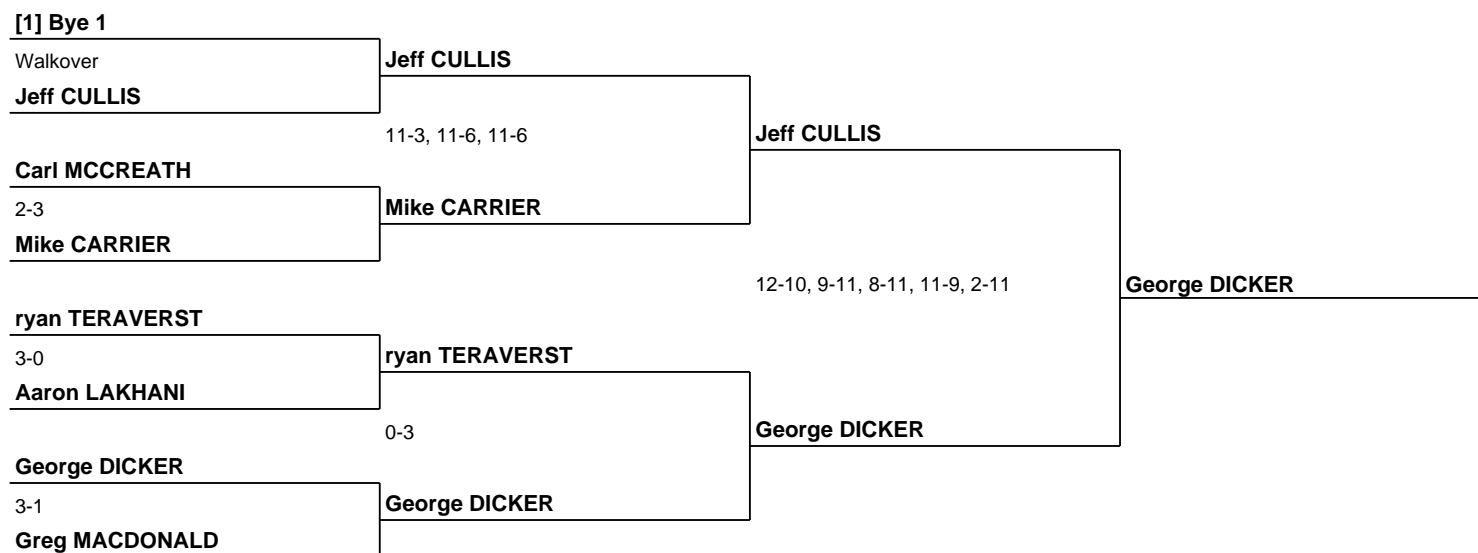 [1] Bye 1
Walkover
Jeff CULLIS
Jeff CULLIS
11-3, 11-6, 11-6
Jeff CULLIS
Carl MCCREATH
2-3
Mike CARRIER
Mike CARRIER
12-10, 9-11, 8-11, 11-9, 2-11
George DICKER
ryan TERAVERST
3-0
ryan TERAVERST
Aaron LAKHANI
0-3
George DICKER
George DICKER
3-1
George DICKER
Greg MACDONALD